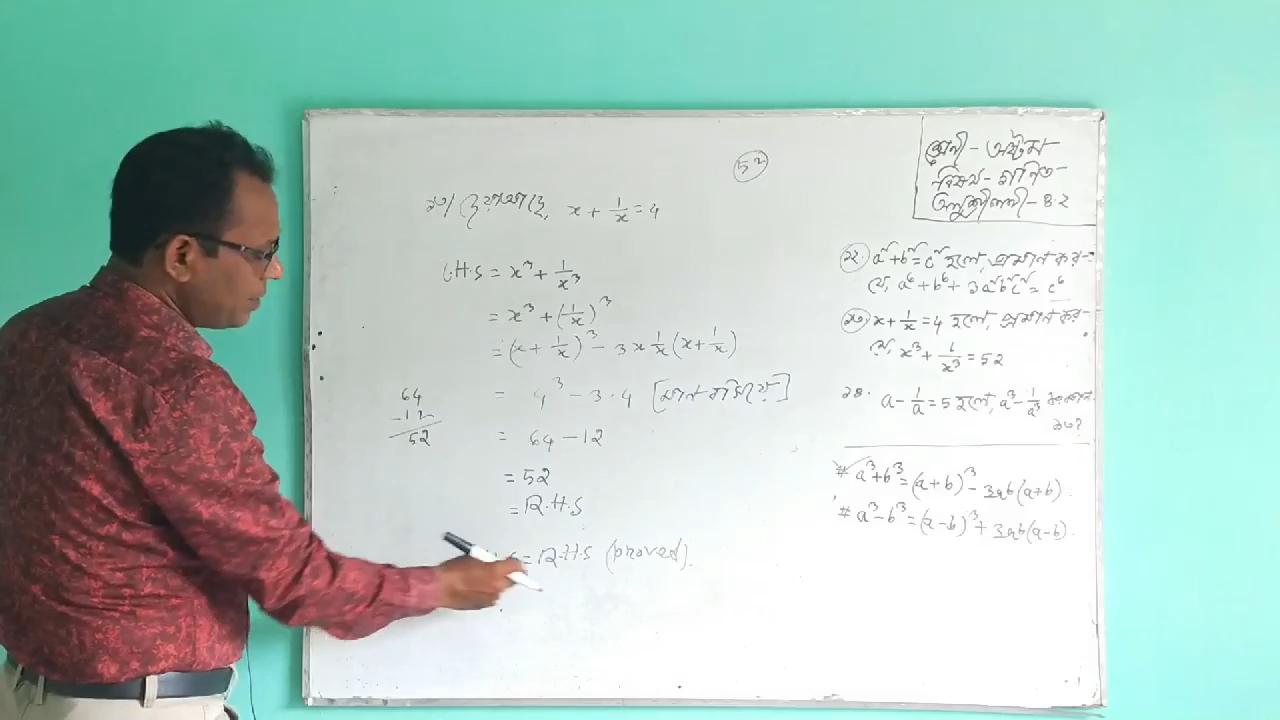 ৫২
শ্রেণী - অষ্টম
বিষয় - গণিত
অনুশীলনী - ৪.২
২৩/ দেয়াআছে, x + 1/x = 4
L.H.S = x³ + 1/x³
= x³ + (1/x)³
= (x + 1/x)³ - 3x 1/x (x + 1/x)
= 4³ - 3·4 [মান বসিয়ে]
= 64 - 12
= 52
= R.H.S
= R.H.S (proved).
64
-12
52
২২. a²+b²=c² হলে, প্রমাণ কর-
যে, a⁶+b⁶+3a²b²c²=c⁶
২৩. x + 1/x = 4 হলে, প্রমাণ কর-
যে, x³ + 1/x³ = 52
২৪. a - 1/a = 5 হলে, a³ - 1/a³ এর মান
কত?
# a³+b³=(a+b)³-3ab(a+b).
# a³-b³=(a-b)³+3ab(a-b).